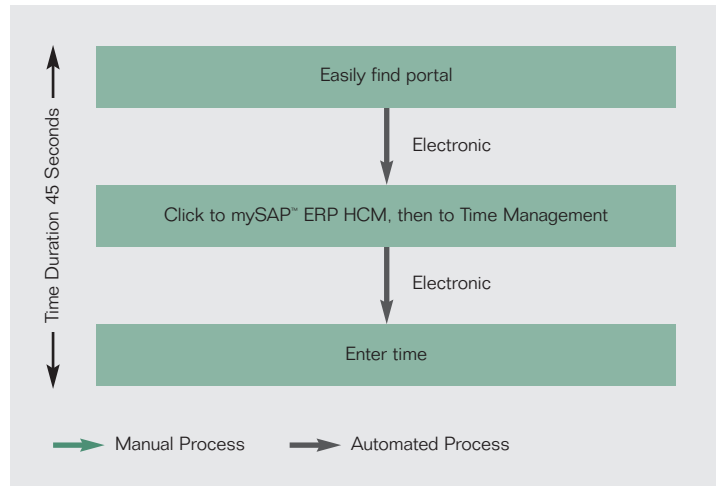 Time Duration 45 Seconds
Easily find portal
Electronic
Click to mySAP™ ERP HCM, then to Time Management
Electronic
Enter time
Manual Process
Automated Process